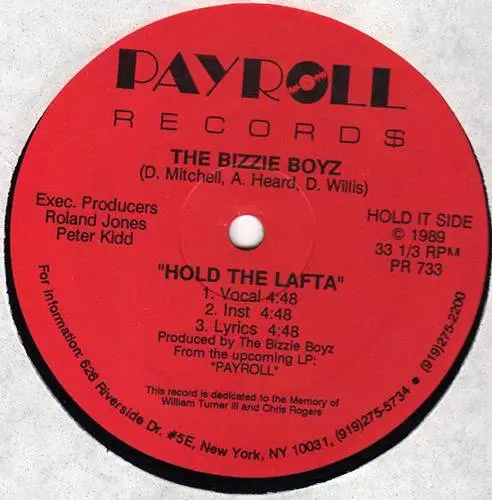 PAYROLL
RECORD$
THE BIZZIE BOYZ
(D. Mitchell, A. Heard, D. Willis)
Exec. Producers
Roland Jones
Peter Kidd
HOLD IT SIDE
© 1989
33 1/3 RPM
PR 733
"HOLD THE LAFTA"
1. Vocal 4:48
2. Inst 4:48
3. Lyrics 4:48
Produced by The Bizzie Boyz
From the upcoming LP:
"PAYROLL"
This record is dedicated to the Memory of
William Turner III and Chris Rogers
For information: 626 Riverside Dr. #5E, New York, NY 10031, (919)275-5734 • (919)275-2200